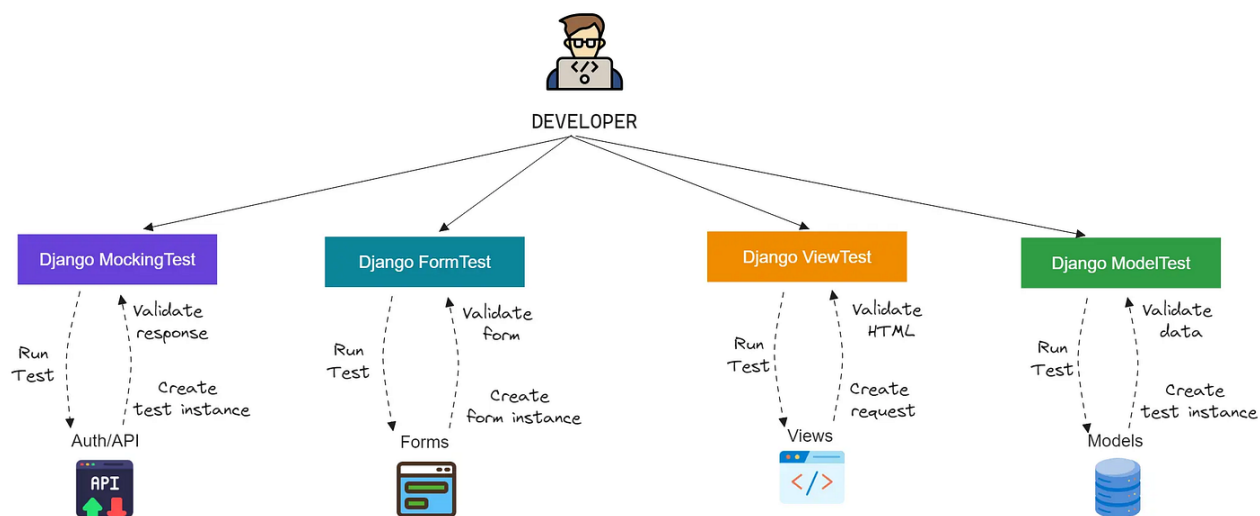 </>
DEVELOPER
Django MockingTest
Django FormTest
Django ViewTest
Django ModelTest
Run
Test
Validate
response
Create
test instance
Auth/API
API
Run
Test
Validate
form
Create
form instance
Forms
Run
Test
Validate
HTML
Create
request
Views
</>
Run
Test
Validate
data
Create
test instance
Models